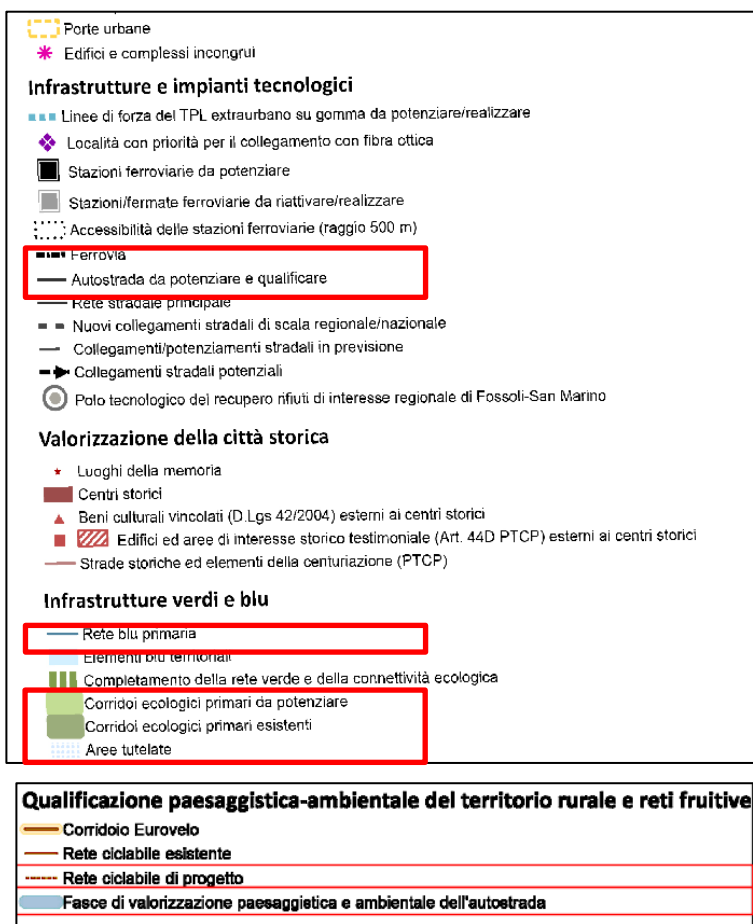 Porte urbane
Edifici e complessi incongrui
Infrastrutture e impianti tecnologici
Linee di forza del TPL extraurbano su gomma da potenziare/realizzare
Località con priorità per il collegamento con fibra ottica
Stazioni ferroviarie da potenziare
Stazioni/fermate ferroviarie da riattivare/realizzare
Accessibilità delle stazioni ferroviarie (raggio 500 m)
Ferrovia
Autostrada da potenziare e qualificare
Rete stradale principale
Nuovi collegamenti stradali di scala regionale/nazionale
Collegamenti/potenziamenti stradali in previsione
Collegamenti stradali potenziali
Polo tecnologico del recupero rifiuti di interesse regionale di Fossoli-San Marino
Valorizzazione della città storica
Luoghi della memoria
Centri storici
Beni culturali vincolati (D.Lgs 42/2004) esterni ai centri storici
Edifici ed aree di interesse storico testimoniale (Art. 44D PTCP) esterni ai centri storici
Strade storiche ed elementi della centuriazione (PTCP)
Infrastrutture verdi e blu
Rete blu primaria
Elementi blu territoriali
Completamento della rete verde e della connettività ecologica
Corridoi ecologici primari da potenziare
Corridoi ecologici primari esistenti
Aree tutelate
Qualificazione paesaggistica-ambientale del territorio rurale e reti fruitive
Corridoio Eurovelo
Rete ciclabile esistente
Rete ciclabile di progetto
Fasce di valorizzazione paesaggistica e ambientale dell'autostrada